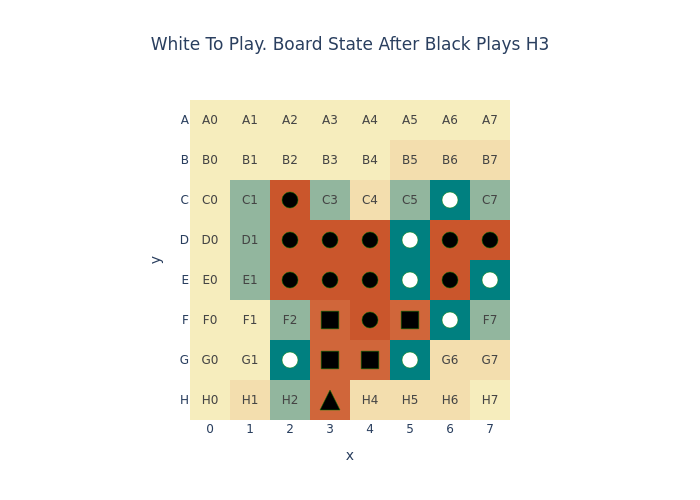 White To Play. Board State After Black Plays H3
A A0 A1 A2 A3 A4 A5 A6 A7
B B0 B1 B2 B3 B4 B5 B6 B7
C C0 C1 C3 C4 C5 C7
D D0 D1
E E0 E1
F F0 F1 F2 F7
G G0 G1 G6 G7
H H0 H1 H2 H4 H5 H6 H7
0 1 2 3 4 5 6 7
x
y